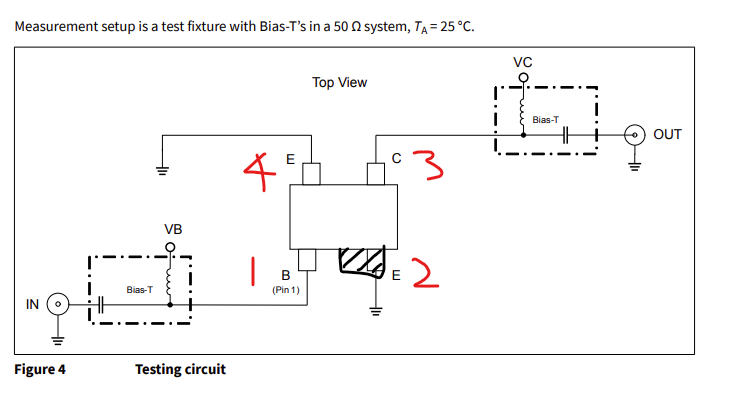 Measurement setup is a test fixture with Bias-T’s in a 50 Ω system, TA = 25 °C.
VC
Top View
Bias-T
OUT
4
E
C
3
VB
1
B
E
2
(Pin 1)
Bias-T
IN
Figure 4 Testing circuit